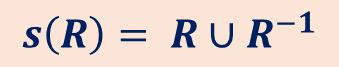 s(R) = R ∪ R⁻¹